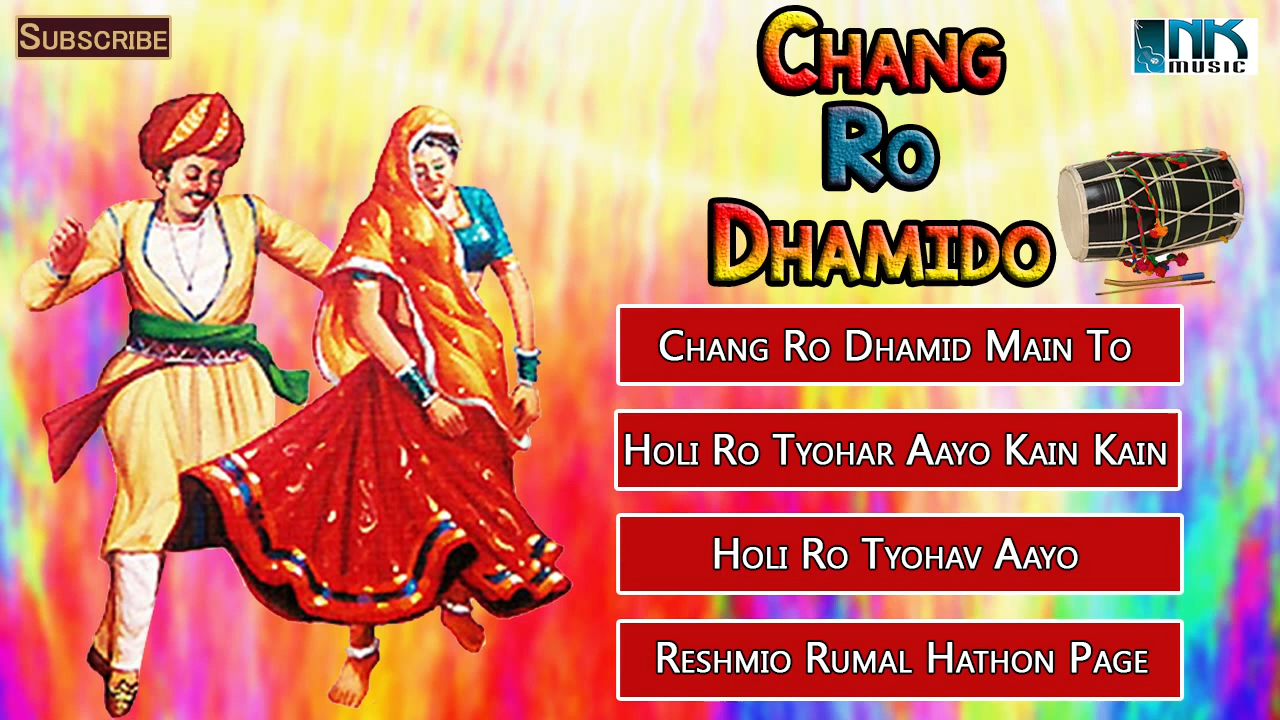 SUBSCRIBE
CHANG
RO
DHAMIDO
NK
MUSIC
CHANG RO DHAMID MAIN TO
HOLI RO TYOHAR AAYO KAIN KAIN
HOLI RO TYOHAV AAYO
RESHMIO RUMAL HATHON PAGE